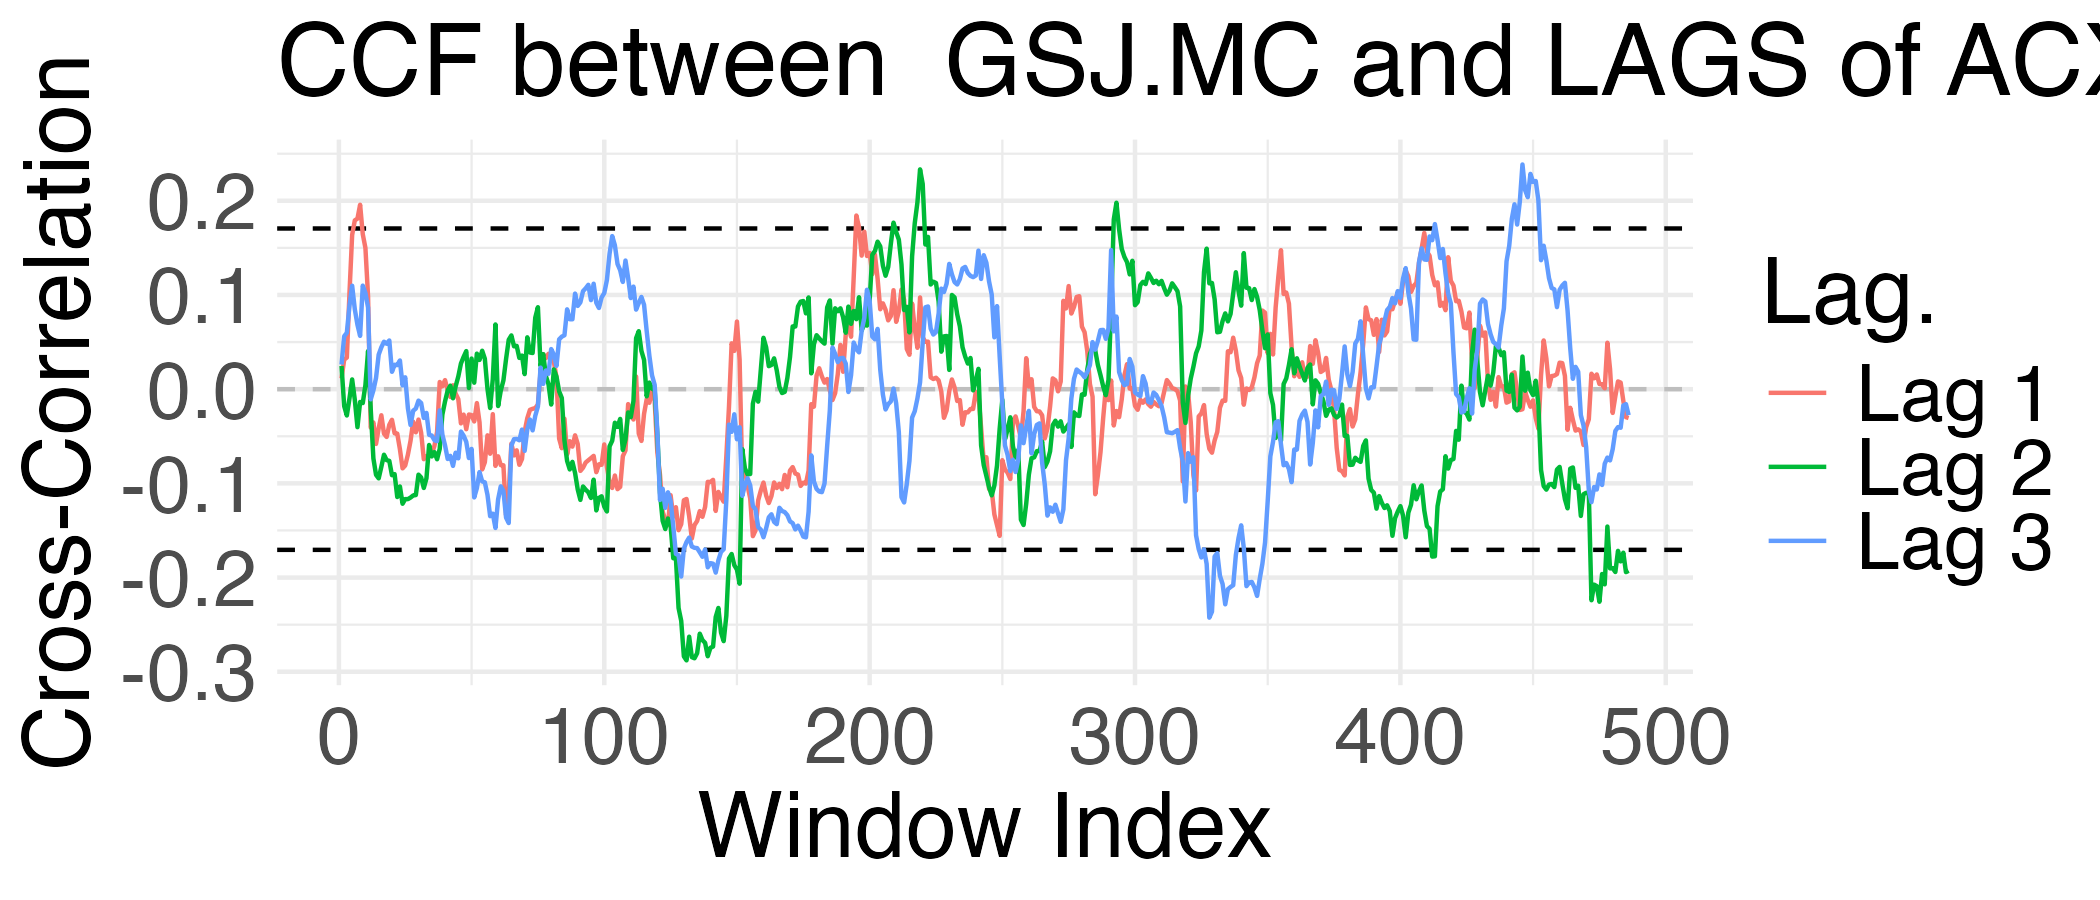 CCF between  GSJ.MC and LAGS of ACX
Cross-Correlation
0.2
0.1
0.0
-0.1
-0.2
-0.3
0 100 200 300 400 500
Window Index
Lag.
Lag 1
Lag 2
Lag 3